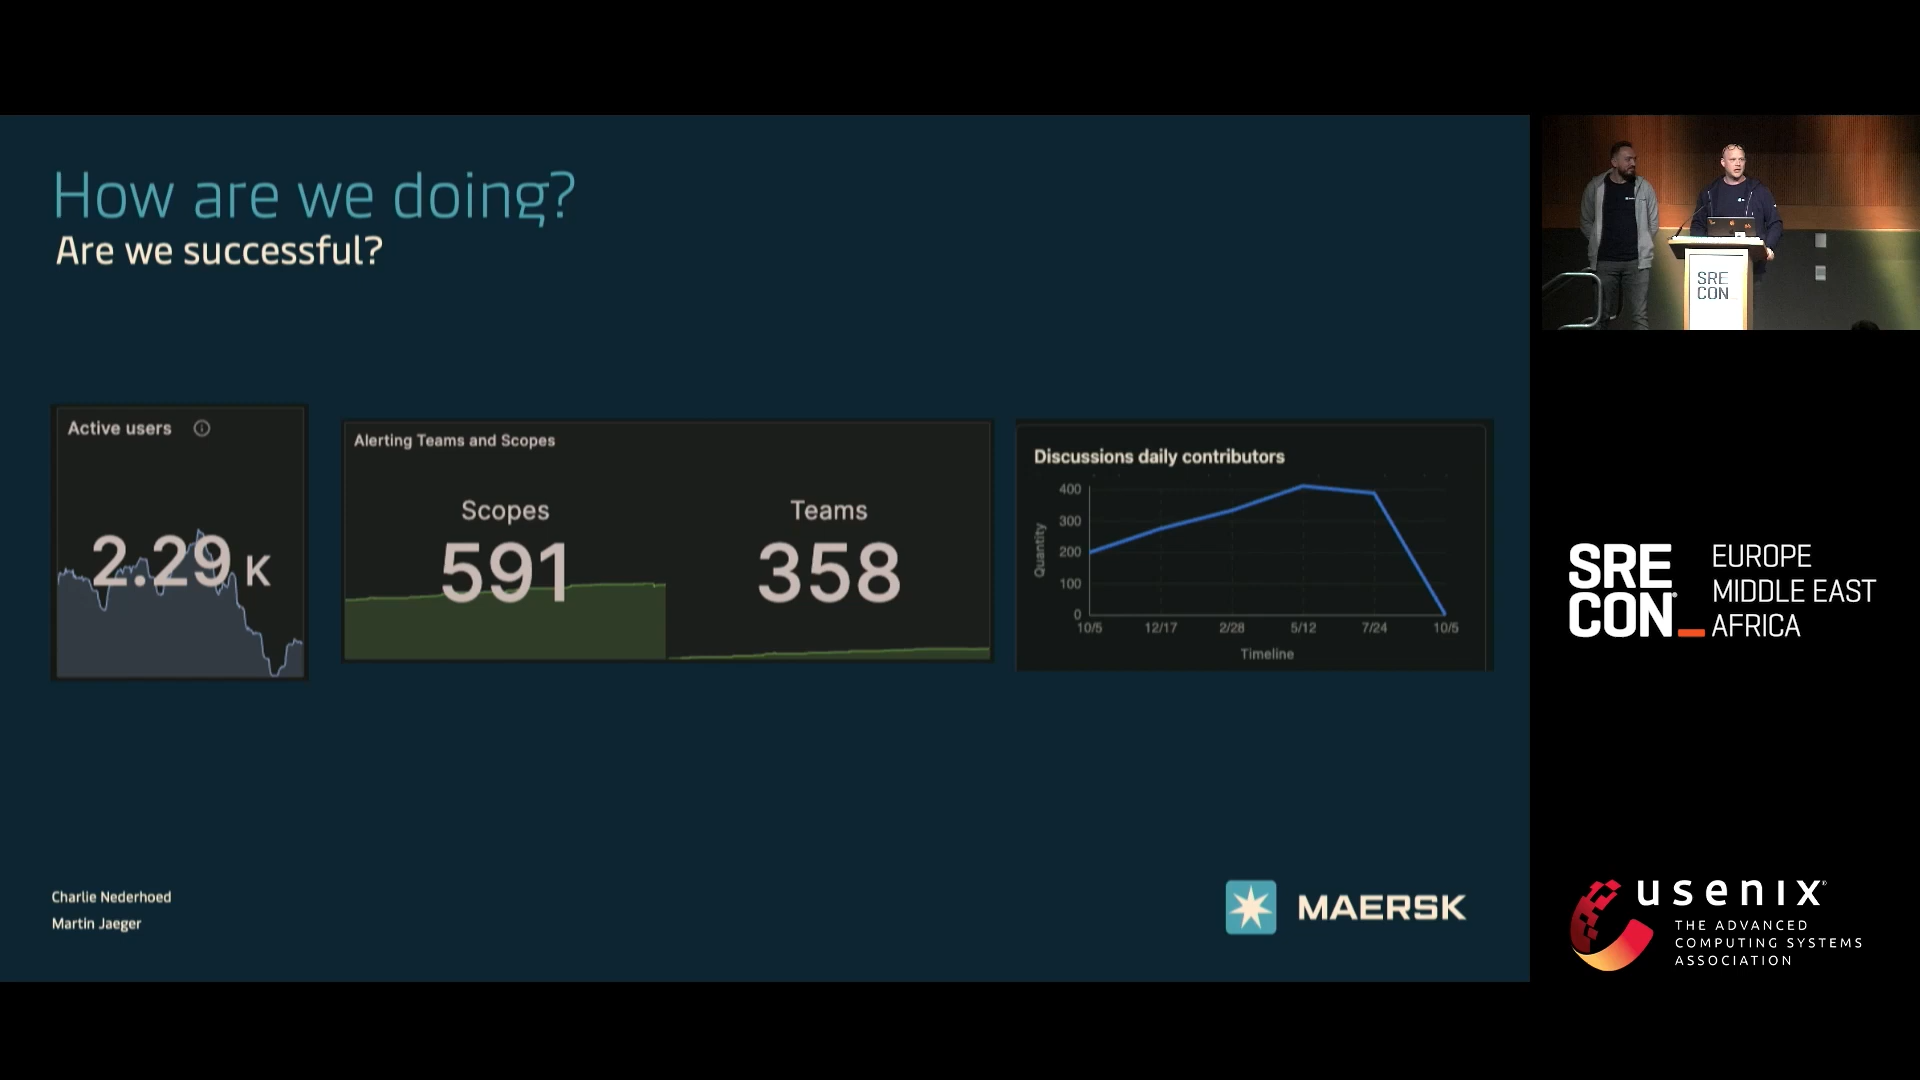 How are we doing?
Are we successful?
Active users
2.29 K
Alerting Teams and Scopes
Scopes
591
Teams
358
Discussions daily contributors
Quantity
400
300
200
100
0
10/5 12/17 2/28 5/12 7/24 10/5
Timeline
Charlie Nederhoed
Martin Jaeger
MAERSK
SRE
CON
SRE
CON_
EUROPE
MIDDLE EAST
AFRICA
usenix
THE ADVANCED
COMPUTING SYSTEMS
ASSOCIATION